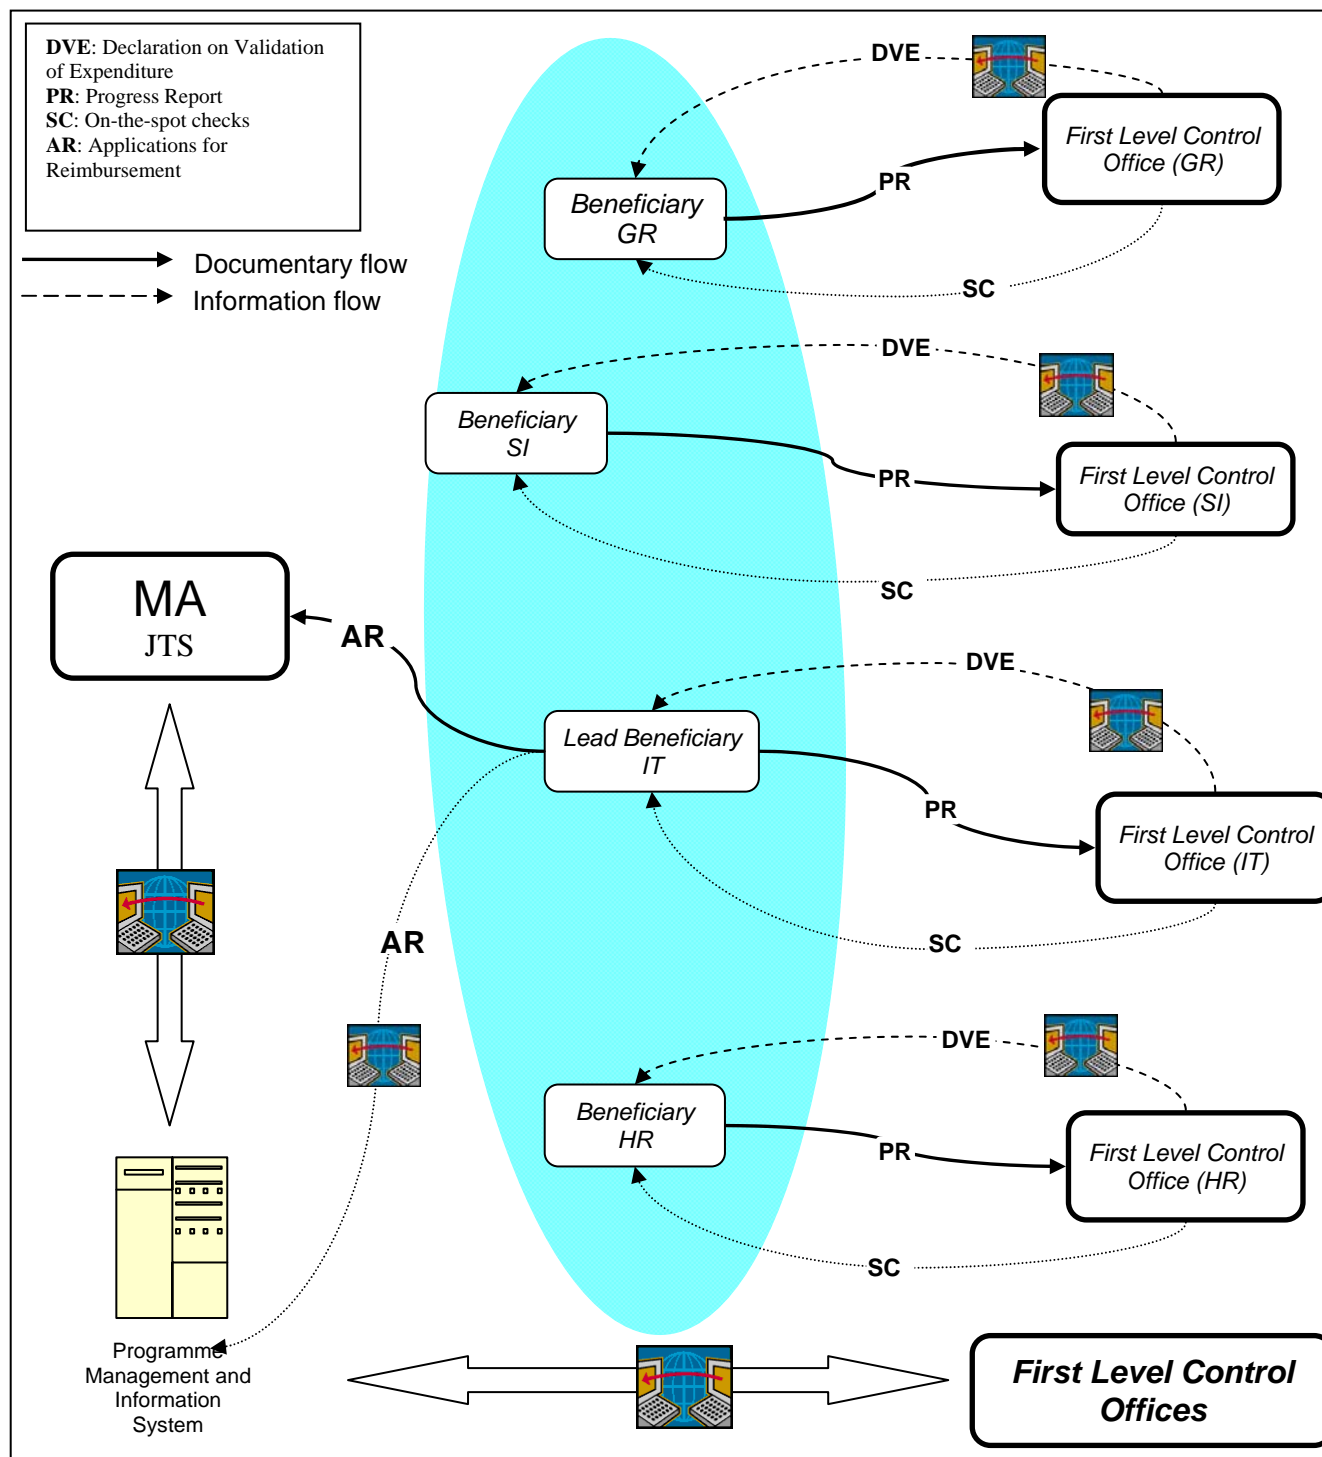 DVE: Declaration on Validation
of Expenditure
PR: Progress Report
SC: On-the-spot checks
AR: Applications for
Reimbursement
Documentary flow
Information flow
DVE
First Level Control
Office (GR)
PR
Beneficiary
GR
SC
DVE
Beneficiary
SI
PR
First Level Control
Office (SI)
SC
MA
JTS
AR
DVE
Lead Beneficiary
IT
PR
First Level Control
Office (IT)
AR
SC
DVE
Beneficiary
HR
PR
First Level Control
Office (HR)
SC
Programme
Management and
Information
System
First Level Control
Offices